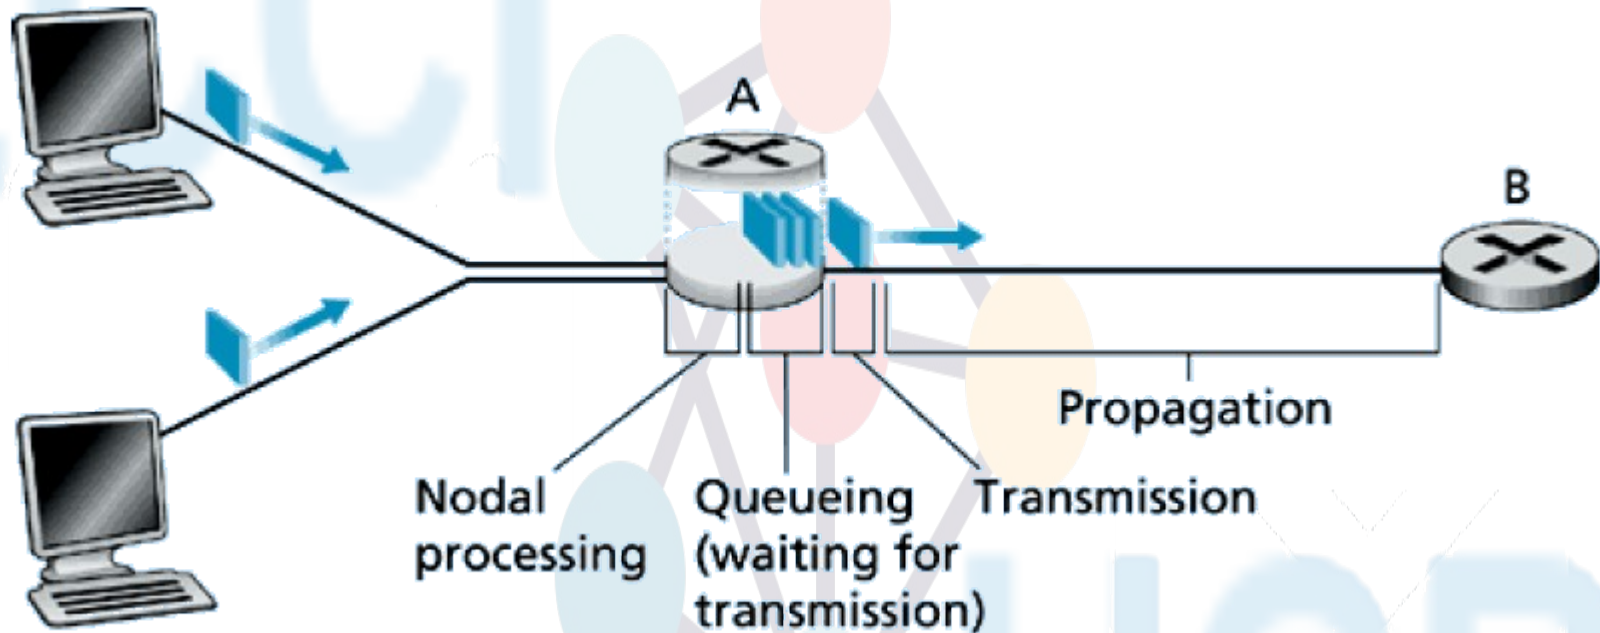 A
B
Propagation
Nodal
processing
Queueing
(waiting for
transmission)
Transmission